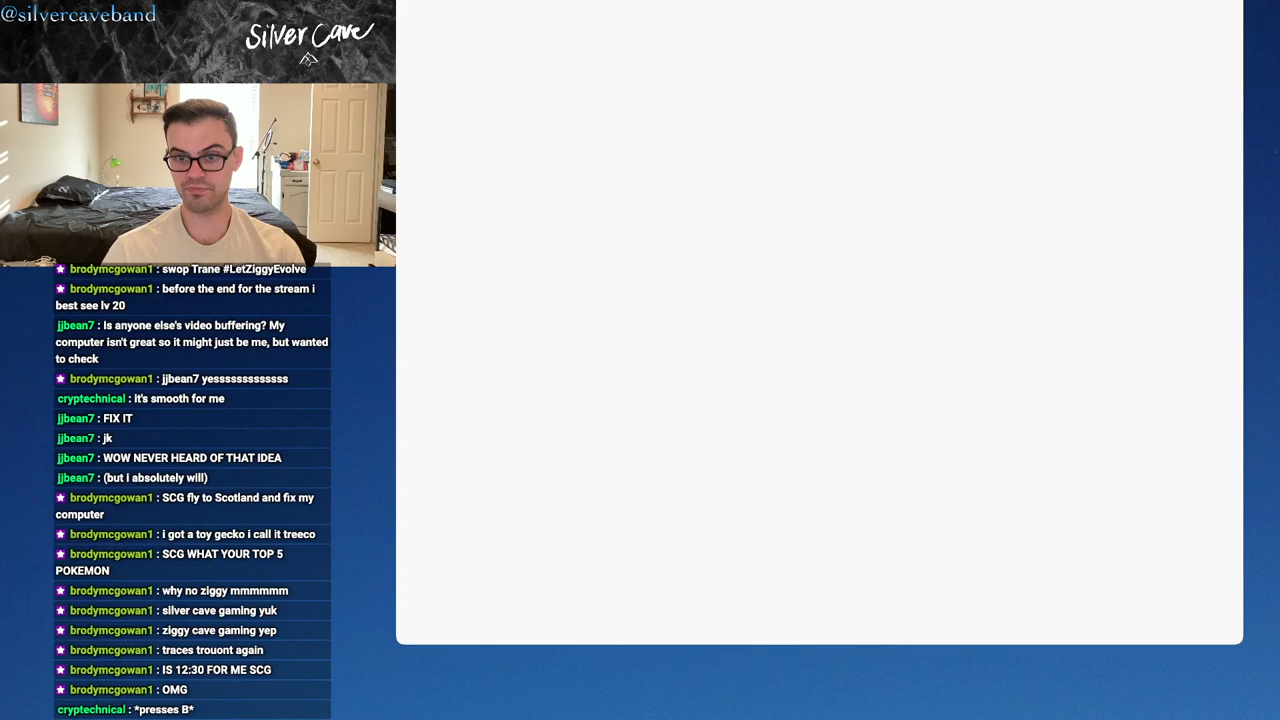 @silvercaveband
Silver Cave
brodymcgowan1 : swop Trane #LetZiggyEvolve
brodymcgowan1 : before the end for the stream i
best see lv 20
jjbean7 : Is anyone else's video buffering? My
computer isn't great so it might just be me, but wanted
to check
brodymcgowan1 : jjbean7 yesssssssssssss
cryptechnical : it's smooth for me
jjbean7 : FIX IT
jjbean7 : jk
jjbean7 : WOW NEVER HEARD OF THAT IDEA
jjbean7 : (but i absolutely will)
brodymcgowan1 : SCG fly to Scotland and fix my
computer
brodymcgowan1 : i got a toy gecko i call it treeco
brodymcgowan1 : SCG WHAT YOUR TOP 5
POKEMON
brodymcgowan1 : why no ziggy mmmmmm
brodymcgowan1 : silver cave gaming yuk
brodymcgowan1 : ziggy cave gaming yep
brodymcgowan1 : traces trouont again
brodymcgowan1 : IS 12:30 FOR ME SCG
brodymcgowan1 : OMG
cryptechnical : *presses B*